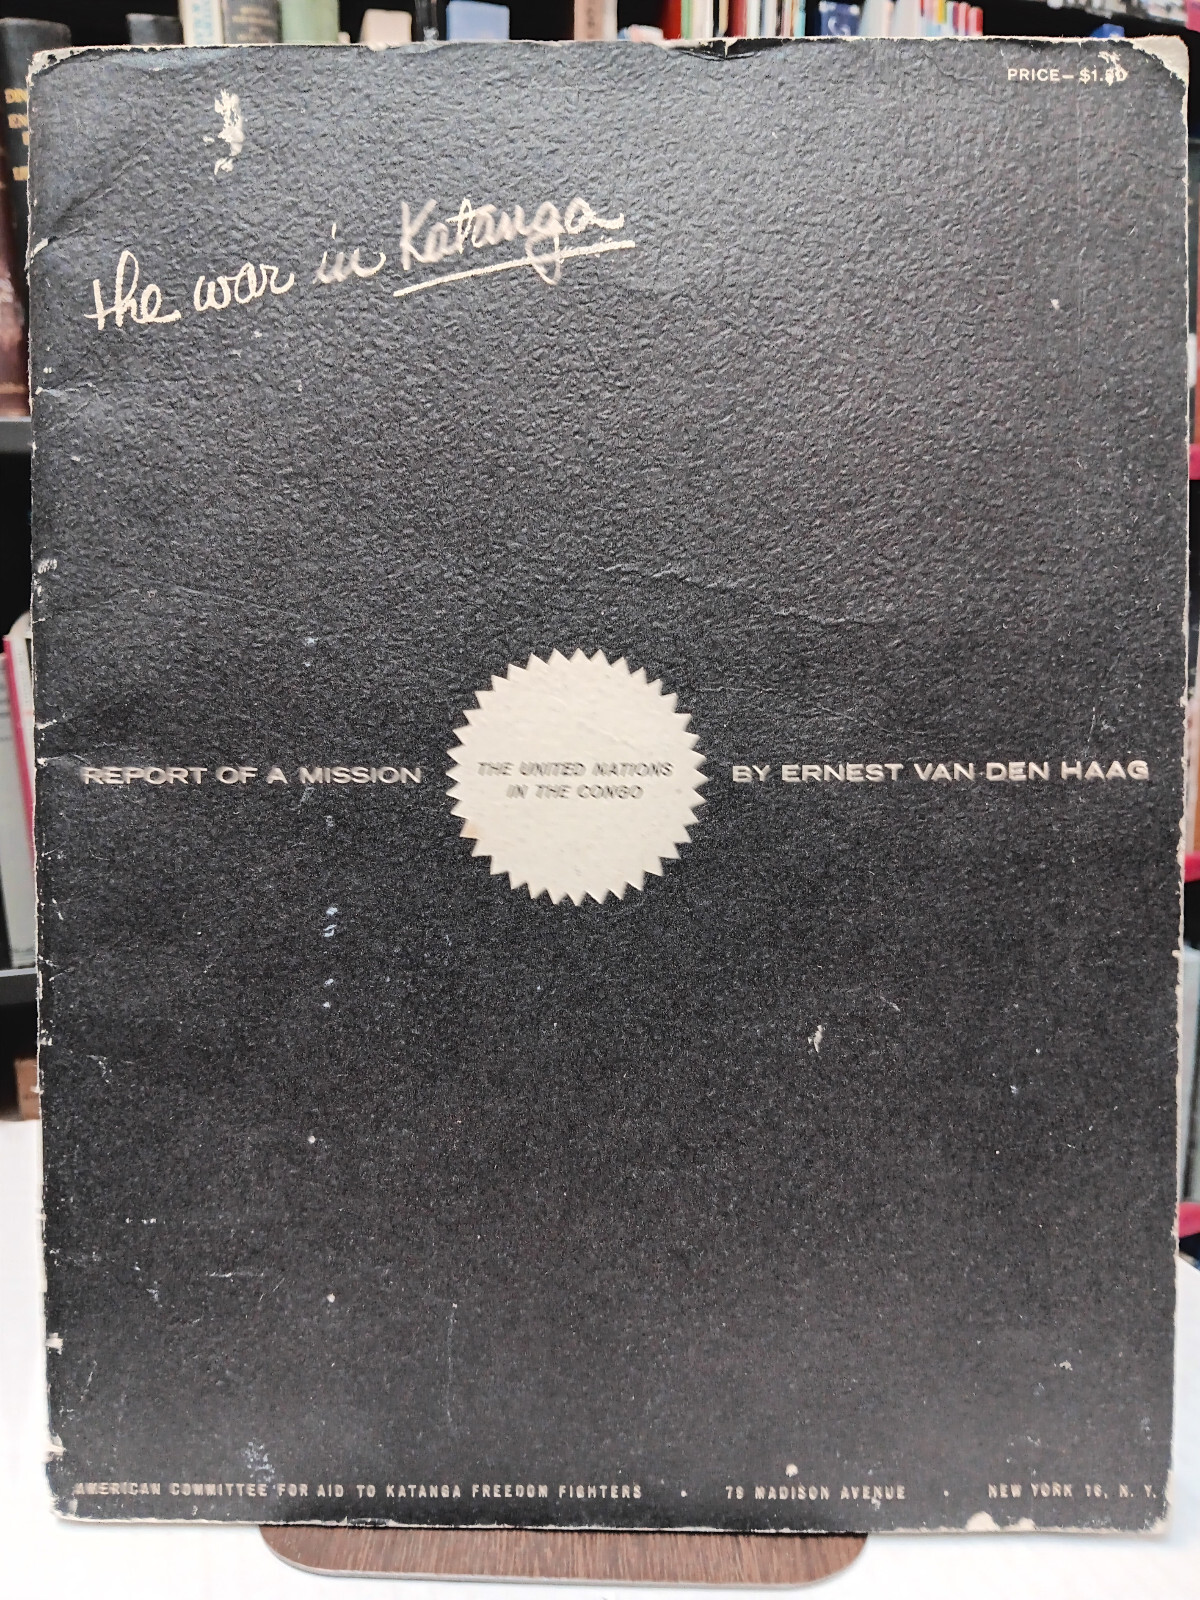 PRICE— $1.50
the war in Katanga
REPORT OF A MISSION
THE UNITED NATIONS
IN THE CONGO
BY ERNEST VAN DEN HAAG
AMERICAN COMMITTEE FOR AID TO KATANGA FREEDOM FIGHTERS • 79 MADISON AVENUE • NEW YORK 16, N. Y.